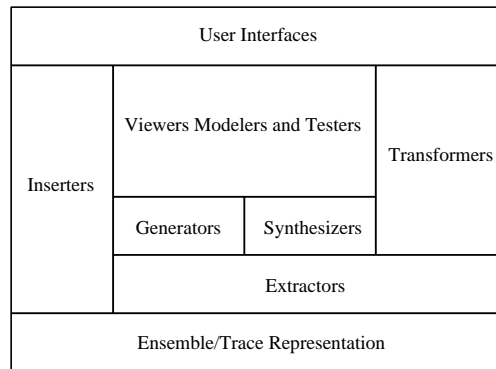 User Interfaces
Viewers Modelers and Testers
Transformers
Inserters
Generators
Synthesizers
Extractors
Ensemble/Trace Representation